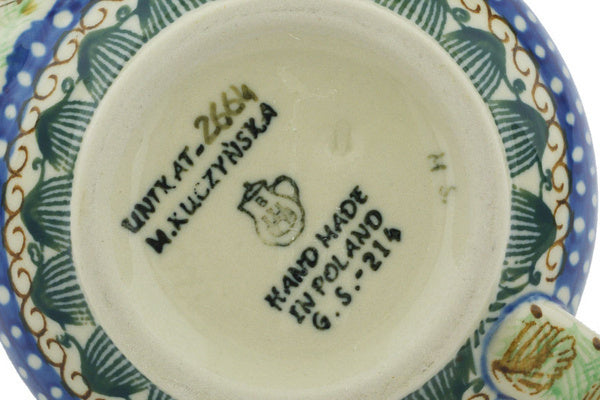 UNIKAT-2664
M.KUCZYŃSKA
HAND MADE
IN POLAND
G.S.-214
M S.